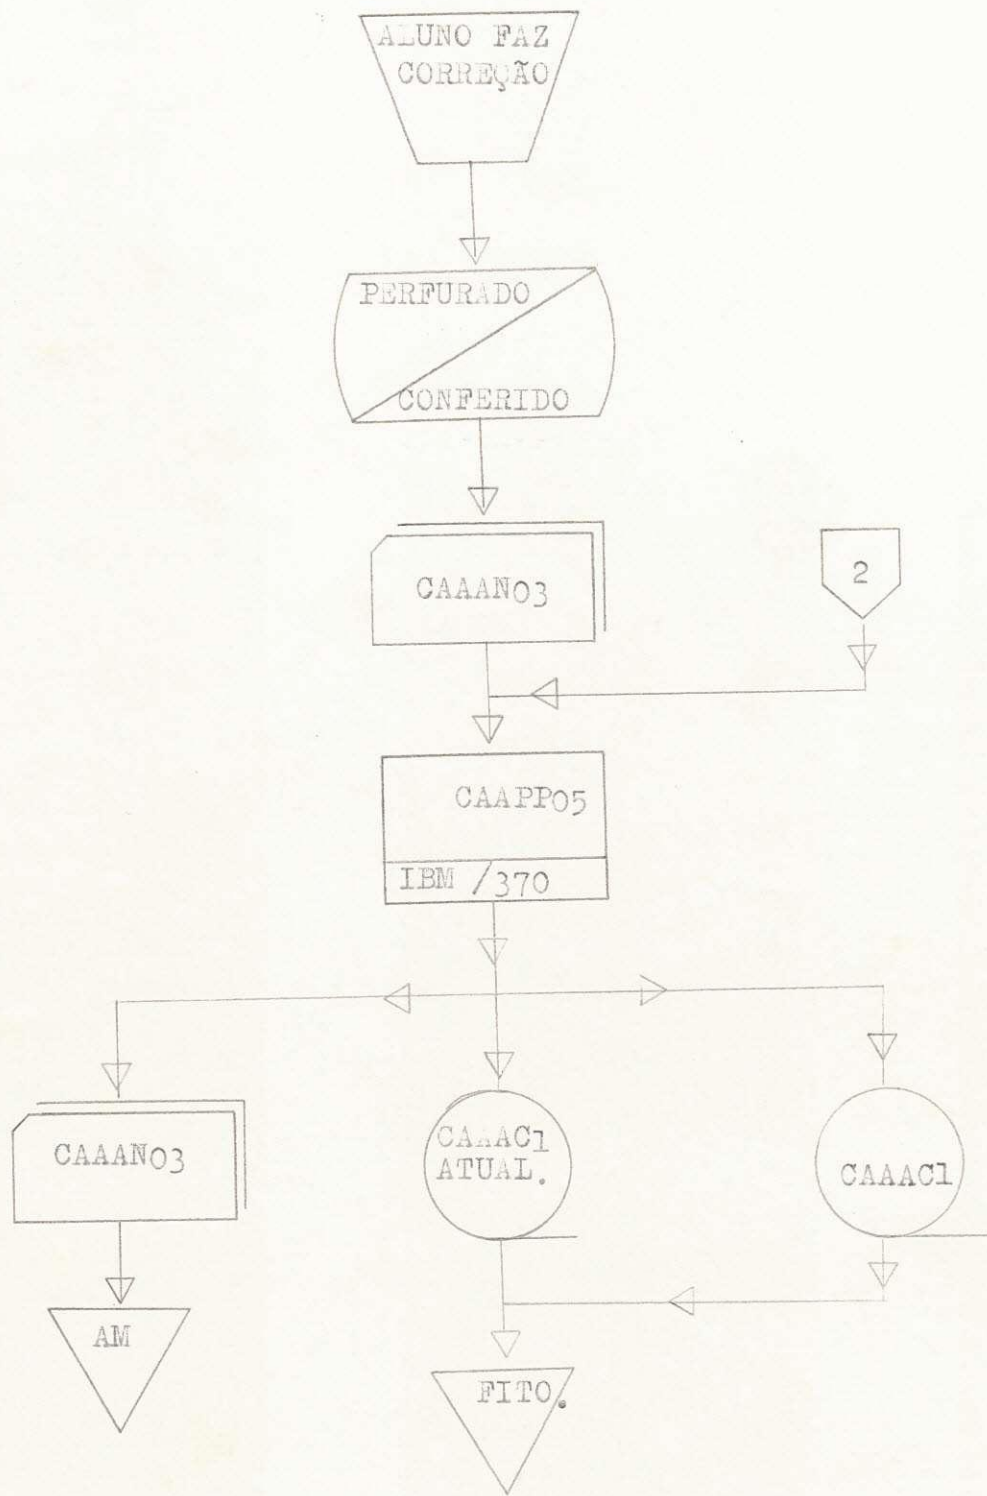 ALUNO FAZ
CORREÇÃO
PERFURADO
CONFERIDO
CAAAN03
2
CAAPP05
IBM /370
CAAAN03
CAAAC1
ATUAL.
CAAAC1
AM
FITO.